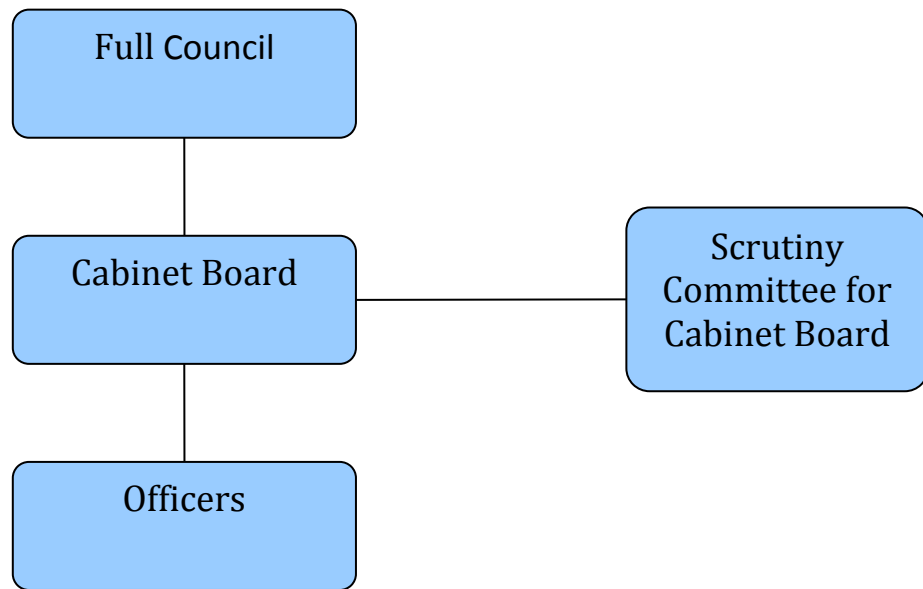 Full Council
Cabinet Board
Scrutiny
Committee for
Cabinet Board
Officers